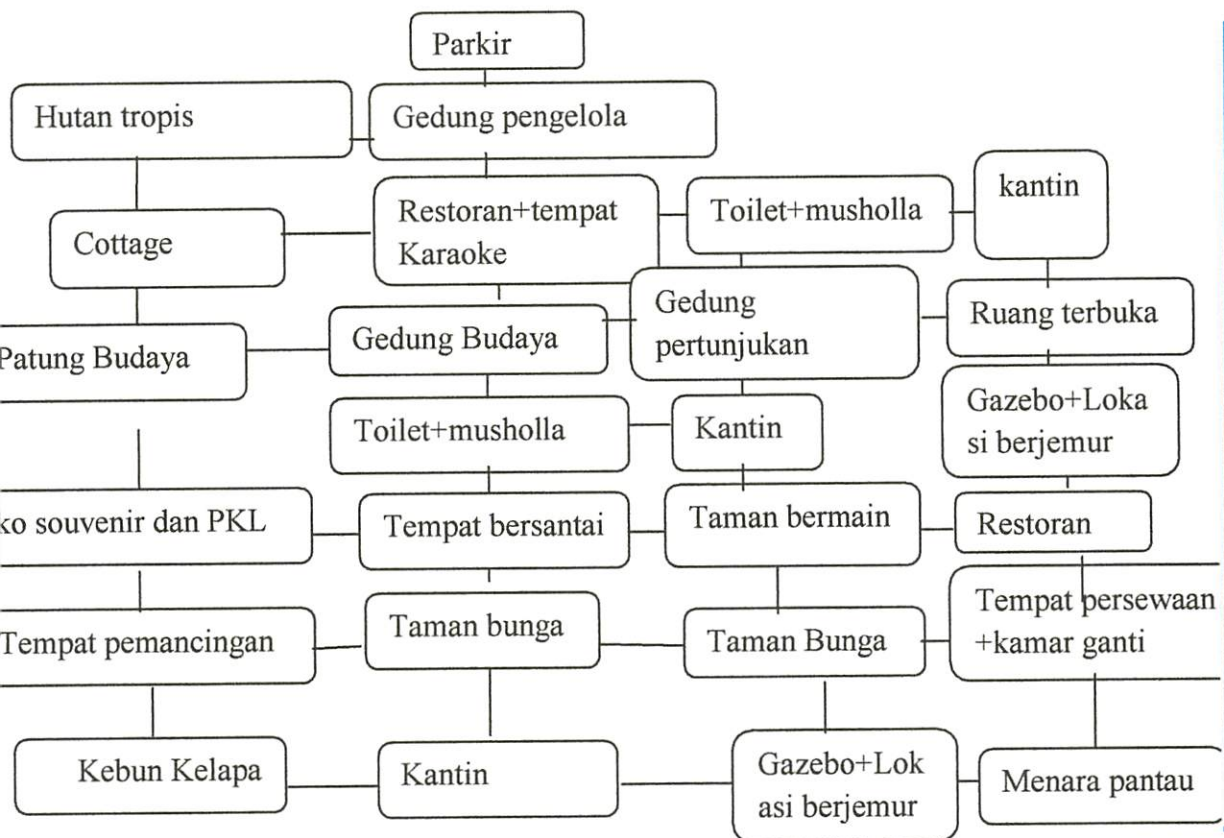 Parkir
Hutan tropis
Gedung pengelola
Restoran+tempat
Karaoke
Toilet+musholla
kantin
Cottage
Gedung
pertunjukan
Ruang terbuka
Patung Budaya
Gedung Budaya
Gazebo+Loka
si berjemur
Toilet+musholla
Kantin
ko souvenir dan PKL
Tempat bersantai
Taman bermain
Restoran
Tempat pemancingan
Taman bunga
Taman Bunga
Tempat persewaan
+kamar ganti
Kebun Kelapa
Kantin
Gazebo+Lok
asi berjemur
Menara pantau